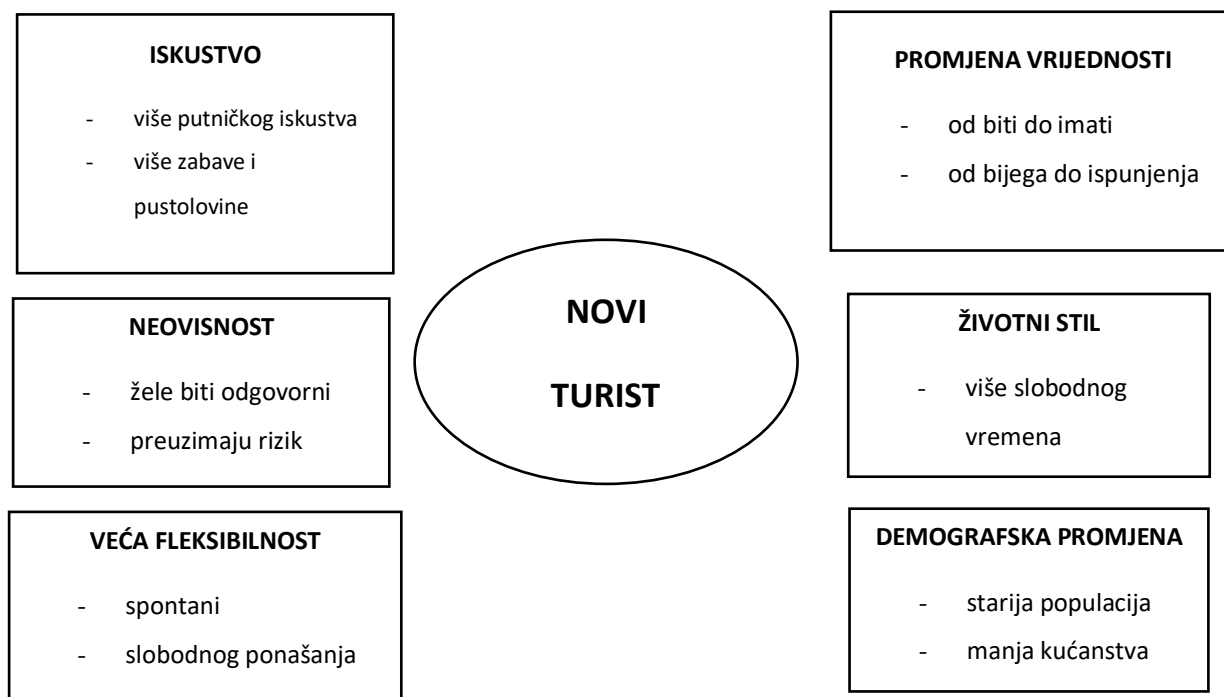 ISKUSTVO
- više putničkog iskustva
- više zabave i
pustolovine
NEOVISNOST
- žele biti odgovorni
- preuzimaju rizik
VEĆA FLEKSIBILNOST
- spontani
- slobodnog ponašanja
NOVI
TURIST
PROMJENA VRIJEDNOSTI
- od biti do imati
- od bijega do ispunjenja
ŽIVOTNI STIL
- više slobodnog
vremena
DEMOGRAFSKA PROMJENA
- starija populacija
- manja kućanstva